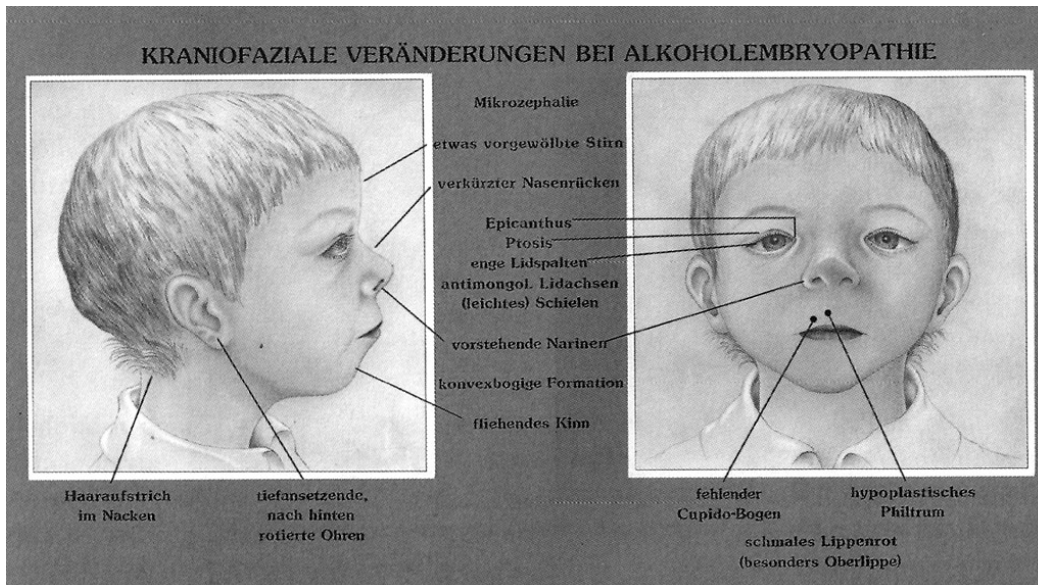 KRANIOFAZIALE VERÄNDERUNGEN BEI ALKOHOLEMBRYOPATHIE
Mikrozephalie
etwas vorgewölbte Stirn
verkürzter Nasenrücken
Epicanthus
Ptosis
enge Lidspalten
antimongol. Lidachsen
(leichtes) Schielen
vorstehende Narinen
konvexbogige Formation
fliehendes Kinn
Haaraufstrich
im Nacken
tiefansetzende,
nach hinten
rotierte Ohren
fehlender
Cupido-Bogen
hypoplastisches
Philtrum
schmales Lippenrot
(besonders Oberlippe)